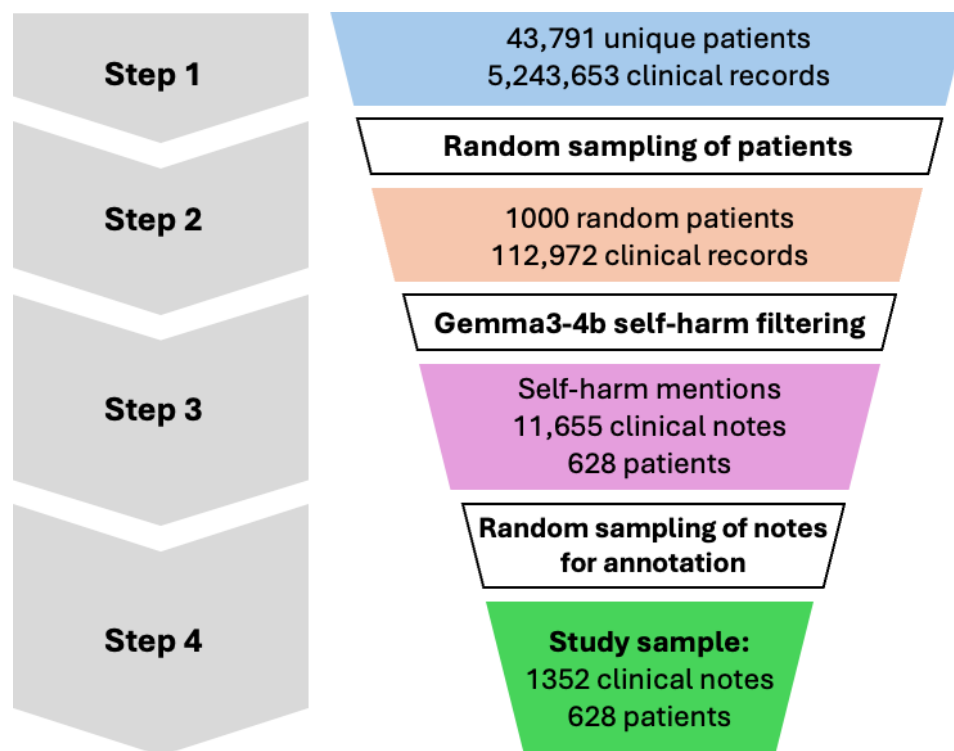 Step 1
43,791 unique patients
5,243,653 clinical records
Random sampling of patients
Step 2
1000 random patients
112,972 clinical records
Gemma3-4b self-harm filtering
Step 3
Self-harm mentions
11,655 clinical notes
628 patients
Random sampling of notes
for annotation
Step 4
Study sample:
1352 clinical notes
628 patients